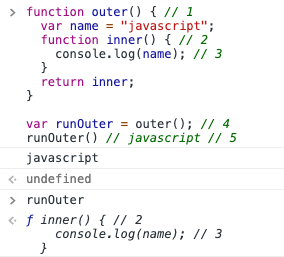 > function outer() { // 1
    var name = "javascript";
    function inner() { // 2
      console.log(name); // 3
    }
    return inner;
  }

  var runOuter = outer(); // 4
  runOuter() // javascript // 5
  javascript
<· undefined
> runOuter
<· ƒ inner() { // 2
      console.log(name); // 3
    }